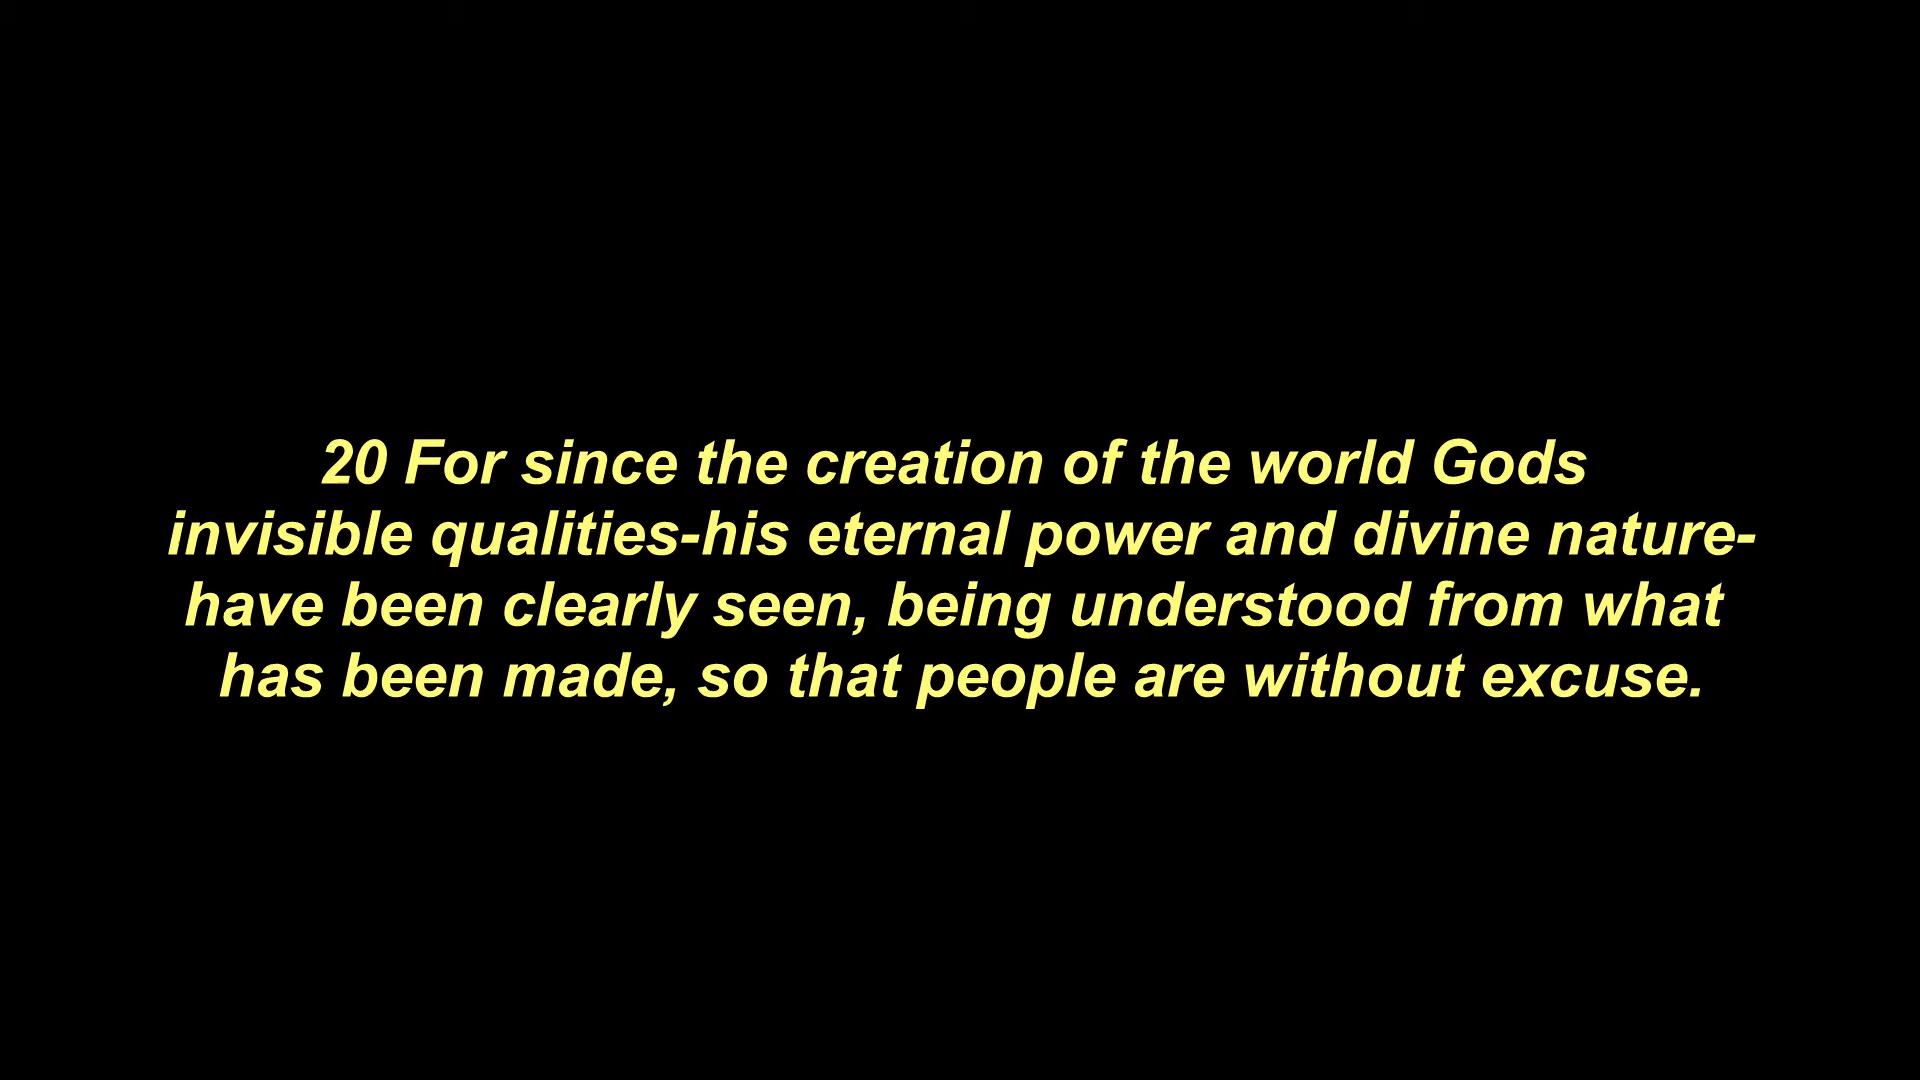 20 For since the creation of the world Gods
invisible qualities-his eternal power and divine nature-
have been clearly seen, being understood from what
has been made, so that people are without excuse.